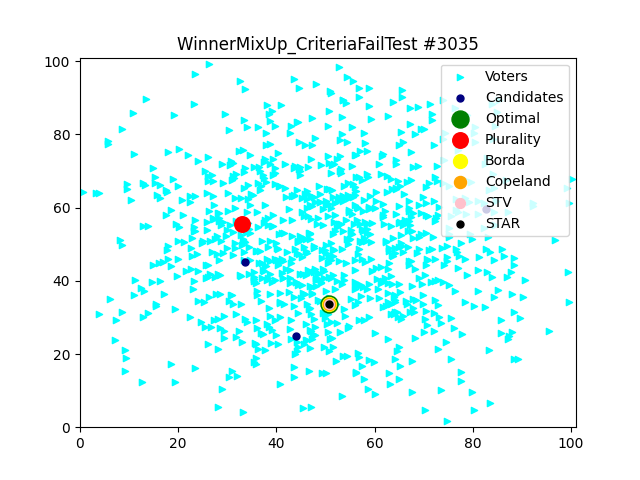 WinnerMixUp_CriteriaFailTest #3035
100
80
60
40
20
0
0 20 40 60 80 100
Voters
Candidates
Optimal
Plurality
Borda
Copeland
STV
STAR